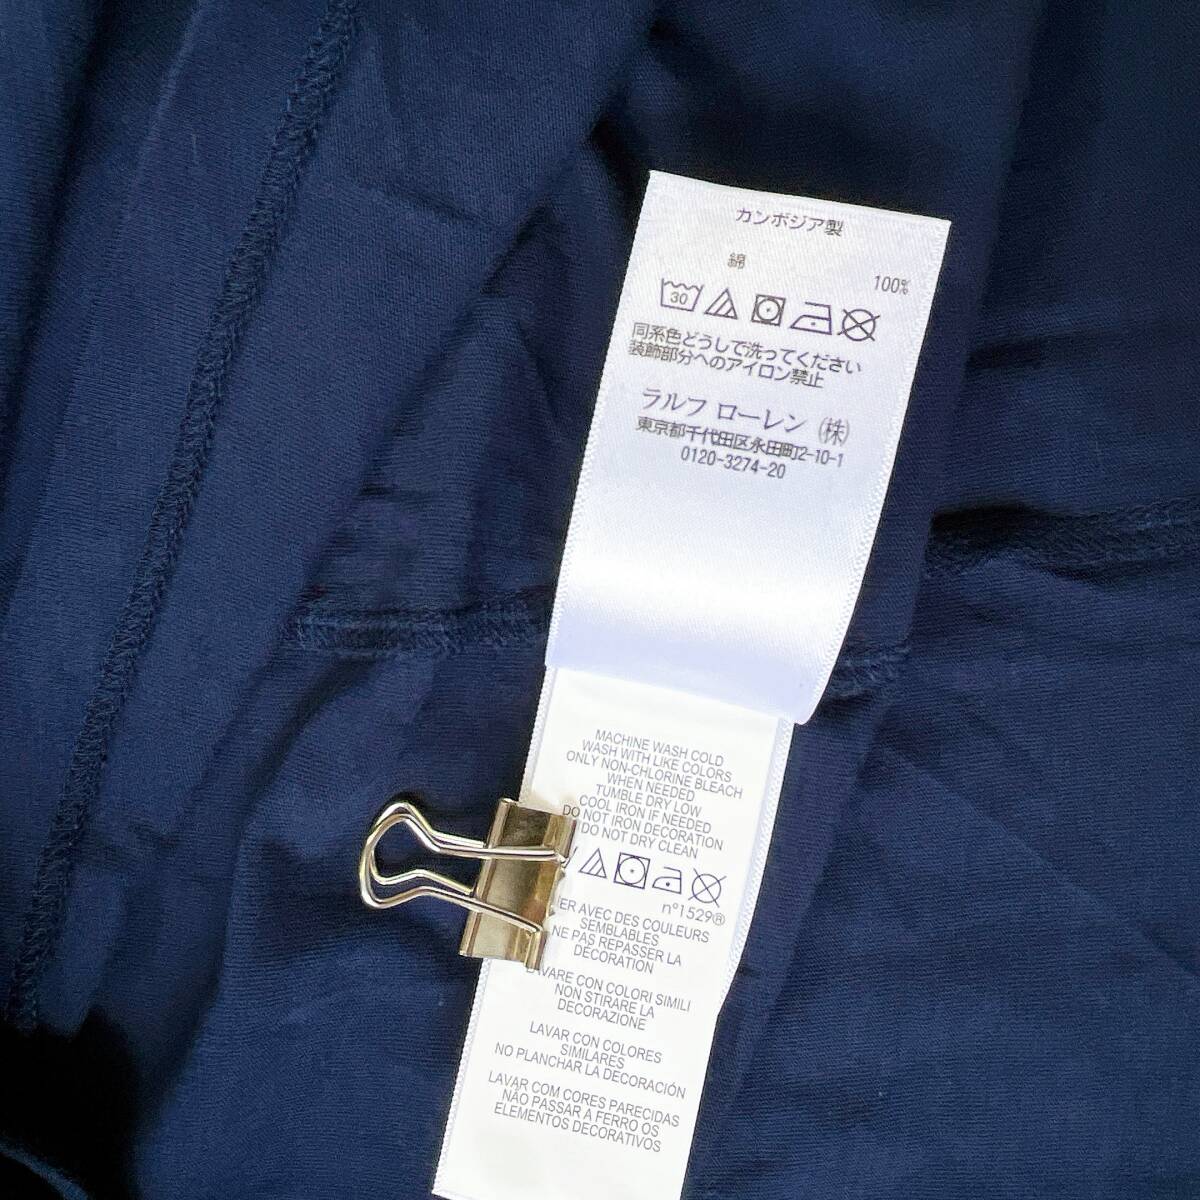 カンボジア製
綿 100%
30
同系色どうしで洗ってください
装飾部分へのアイロン禁止
ラルフ ローレン (株)
東京都千代田区永田町2-10-1
0120-3274-20
MACHINE WASH COLD
WASH WITH LIKE COLORS
ONLY NON-CHLORINE BLEACH
WHEN NEEDED
TUMBLE DRY LOW
COOL IRON IF NEEDED
DO NOT IRON DECORATION
DO NOT DRY CLEAN
n°1529®
AVEC DES COULEURS
SEMBLABLES
NE PAS REPASSER LA
DÉCORATION
CON COLORI SIMILI
NON STIRARE LA
DECORAZIONE
LAVAR CON COLORES
SIMILARES
NO PLANCHAR LA DECORACIÓN
LAVAR COM CORES PARECIDAS
NÃO PASSAR A FERRO OS
ELEMENTOS DECORATIVOS